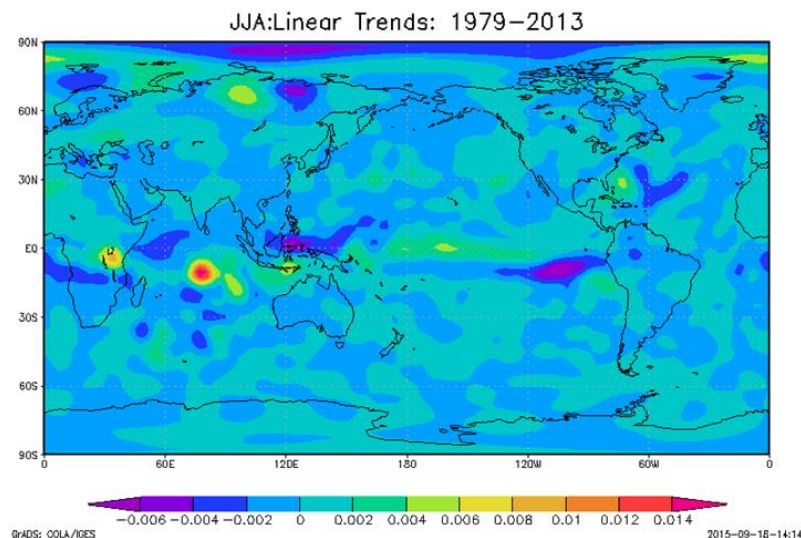 JJA:Linear Trends: 1979-2013
90N
60N
30N
EQ
30S
60S
90S
0 60E 120E 180 120W 60W 0
-0.006 -0.004 -0.002 0 0.002 0.004 0.006 0.008 0.01 0.012 0.014
GrADS: COLA/IGES 2015-09-18-14:14